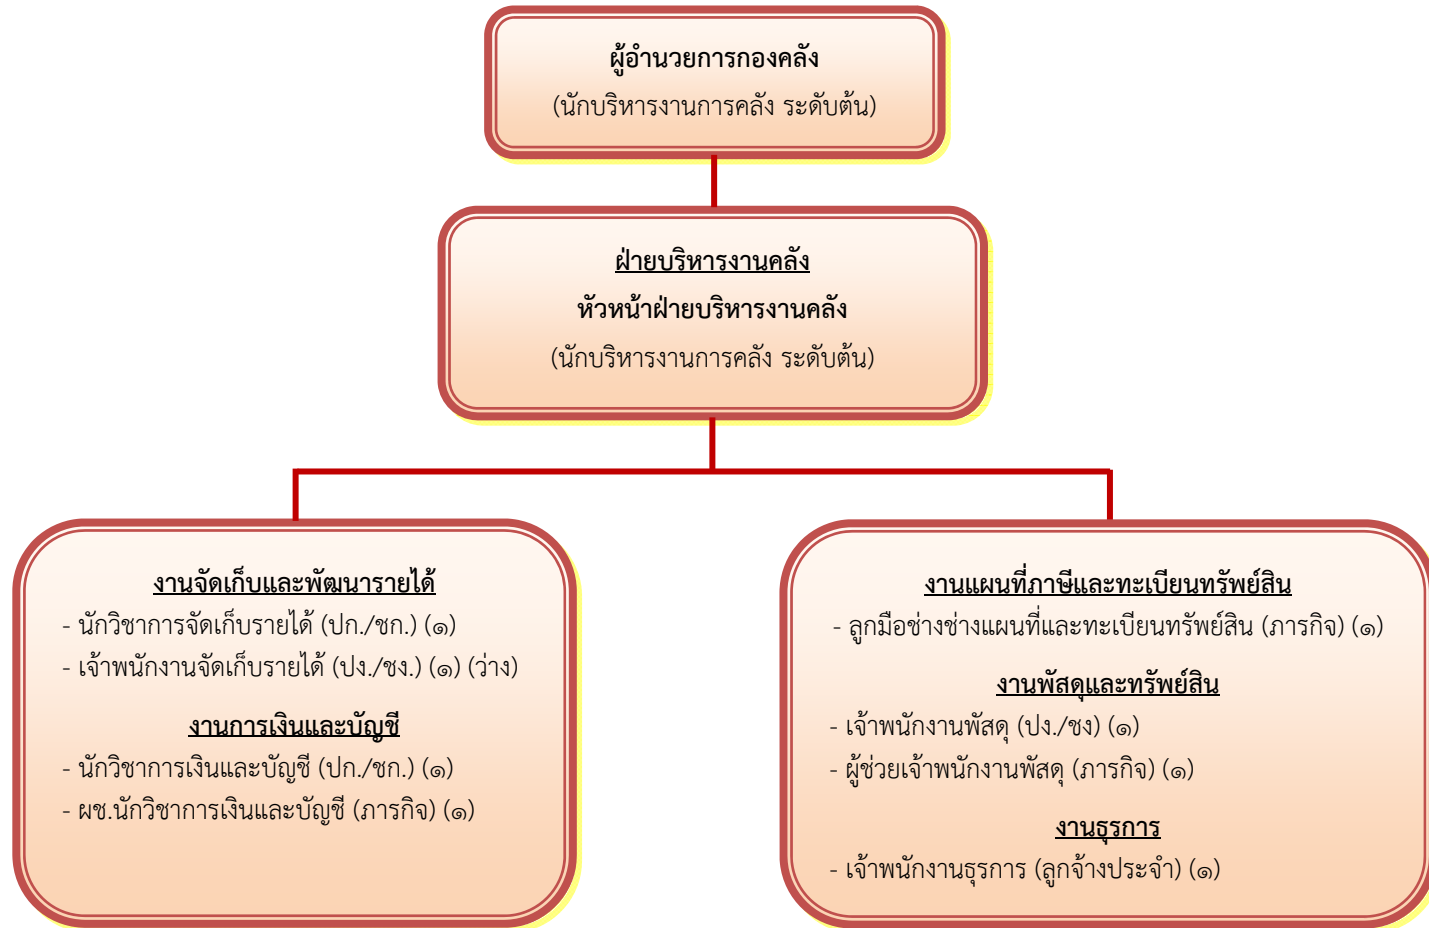 ผู้อำนวยการกองคลัง
(นักบริหารงานการคลัง ระดับต้น)
ฝ่ายบริหารงานคลัง
หัวหน้าฝ่ายบริหารงานคลัง
(นักบริหารงานการคลัง ระดับต้น)
งานจัดเก็บและพัฒนารายได้
- นักวิชาการจัดเก็บรายได้ (ปก./ชก.) (๑)
- เจ้าพนักงานจัดเก็บรายได้ (ปง./ชง.) (๑) (ว่าง)
งานการเงินและบัญชี
- นักวิชาการเงินและบัญชี (ปก./ชก.) (๑)
- ผช.นักวิชาการเงินและบัญชี (ภารกิจ) (๑)
งานแผนที่ภาษีและทะเบียนทรัพย์สิน
- ลูกมือช่างช่างแผนที่และทะเบียนทรัพย์สิน (ภารกิจ) (๑)
งานพัสดุและทรัพย์สิน
- เจ้าพนักงานพัสดุ (ปง./ชง) (๑)
- ผู้ช่วยเจ้าพนักงานพัสดุ (ภารกิจ) (๑)
งานธุรการ
- เจ้าพนักงานธุรการ (ลูกจ้างประจำ) (๑)